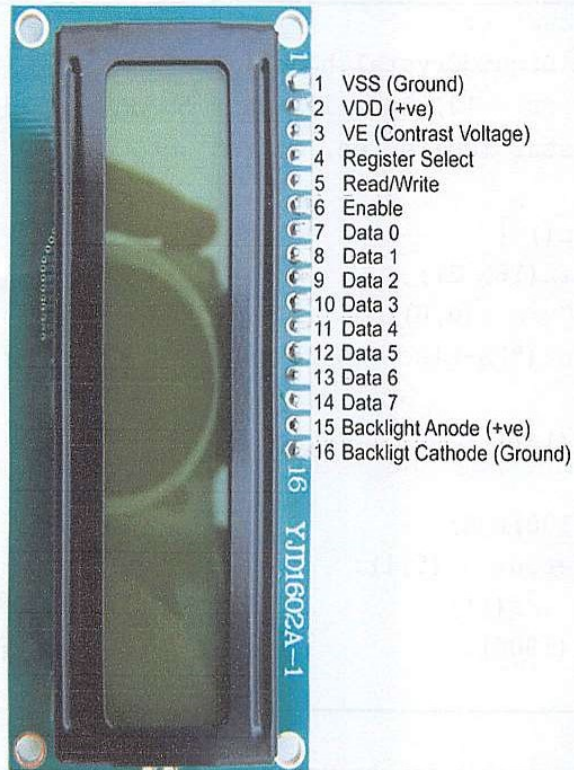 1
1 VSS (Ground)
2 VDD (+ve)
3 VE (Contrast Voltage)
4 Register Select
5 Read/Write
6 Enable
7 Data 0
8 Data 1
9 Data 2
10 Data 3
11 Data 4
12 Data 5
13 Data 6
14 Data 7
15 Backlight Anode (+ve)
16 Backligt Cathode (Ground)
16
YJD1602A-1